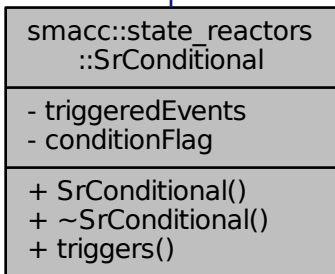 smacc::state_reactors
::SrConditional
- triggeredEvents
- conditionFlag
+ SrConditional()
+ ~SrConditional()
+ triggers()